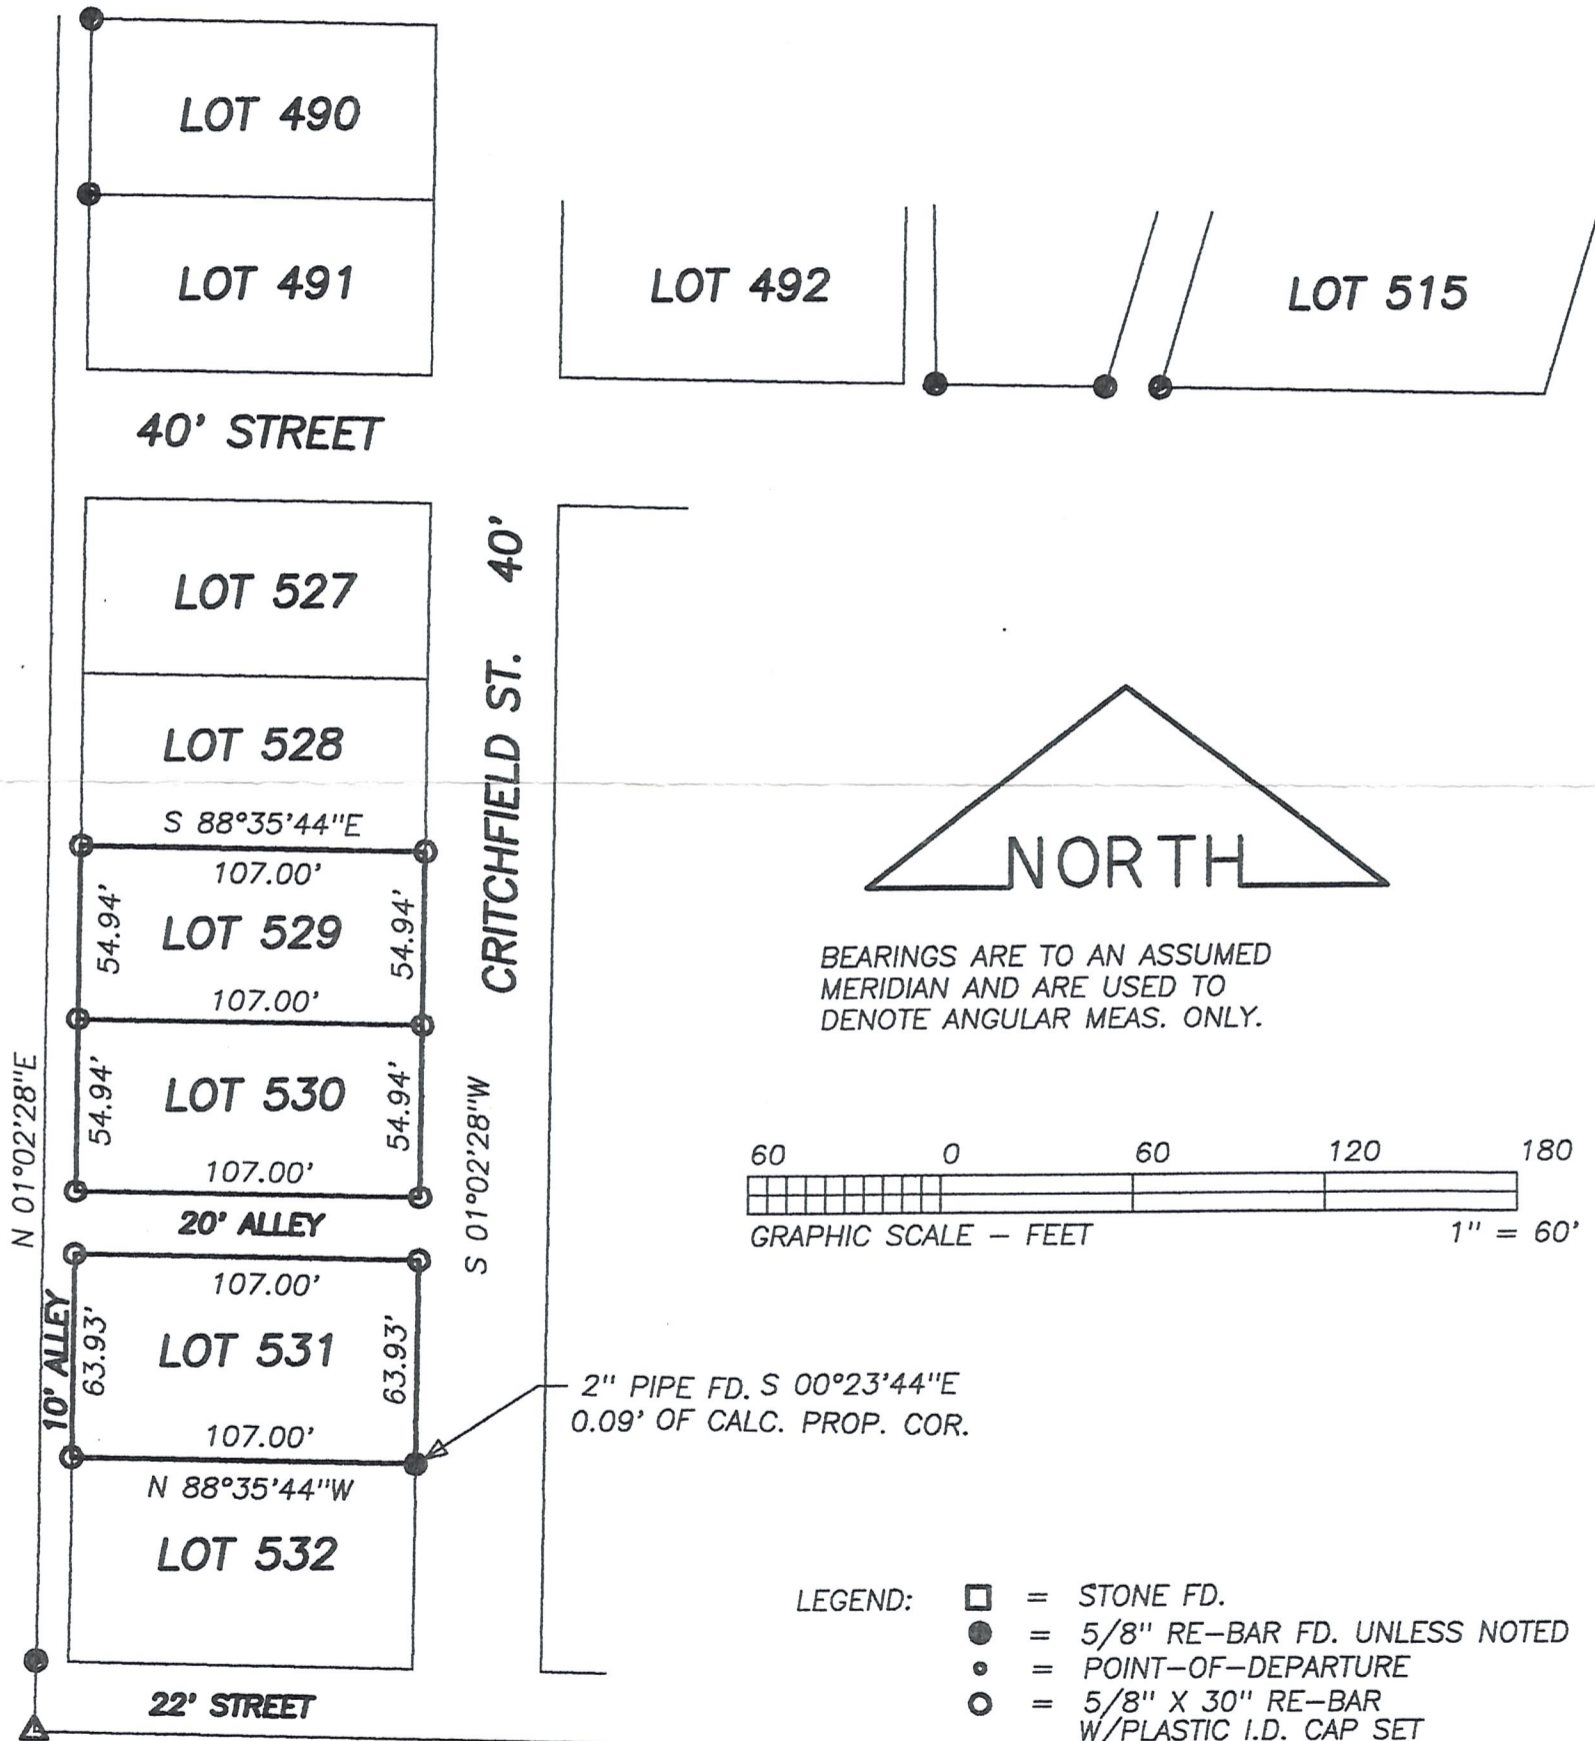 LOT 490
LOT 491
LOT 492
LOT 515
40' STREET
LOT 527
40'
CRITCHFIELD ST.
LOT 528
S 88°35'44"E
107.00'
54.94'
LOT 529
54.94'
107.00'
NORTH
BEARINGS ARE TO AN ASSUMED
MERIDIAN AND ARE USED TO
DENOTE ANGULAR MEAS. ONLY.
N 01°02'28"E
54.94'
LOT 530
54.94'
S 01°02'28"W
107.00'
20' ALLEY
60 0 60 120 180
GRAPHIC SCALE – FEET 1" = 60'
107.00'
10' ALLEY
63.93'
LOT 531
63.93'
107.00'
2" PIPE FD. S 00°23'44"E
0.09' OF CALC. PROP. COR.
N 88°35'44"W
LOT 532
22' STREET
LEGEND:
= STONE FD.
= 5/8" RE–BAR FD. UNLESS NOTED
= POINT–OF–DEPARTURE
= 5/8" X 30" RE–BAR
W/PLASTIC I.D. CAP SET